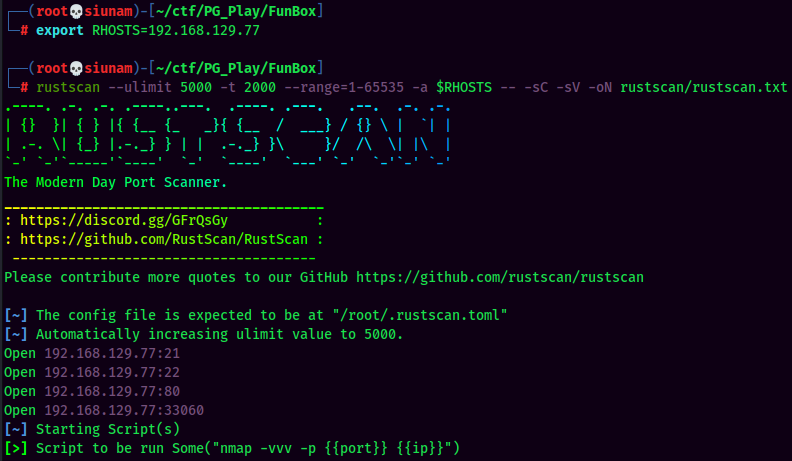 ┌──(root💀siunam)-[~/ctf/PG_Play/FunBox]
└─# export RHOSTS=192.168.129.77
┌──(root💀siunam)-[~/ctf/PG_Play/FunBox]
└─# rustscan --ulimit 5000 -t 2000 --range=1-65535 -a $RHOSTS -- -sC -sV -oN rustscan/rustscan.txt
.----. .-. .-. .----..---.  .----. .---.   .--.  .-. .-.
| {}  }| { } |{ {__ {_   _}{ {__  /  ___} / {} \ |  `| |
| .-. \| {_} |.-._} } | |  .-._} }\     }/  /\  \| |\  |
`-' `-'`-----'`----'  `-'  `----'  `---' `-'  `-'`-' `-'
The Modern Day Port Scanner.
________________________________________
: https://discord.gg/GFrQsGy           :
: https://github.com/RustScan/RustScan :
 --------------------------------------
Please contribute more quotes to our GitHub https://github.com/rustscan/rustscan
[~] The config file is expected to be at "/root/.rustscan.toml"
[~] Automatically increasing ulimit value to 5000.
Open 192.168.129.77:21
Open 192.168.129.77:22
Open 192.168.129.77:80
Open 192.168.129.77:33060
[~] Starting Script(s)
[>] Script to be run Some("nmap -vvv -p {{port}} {{ip}}")